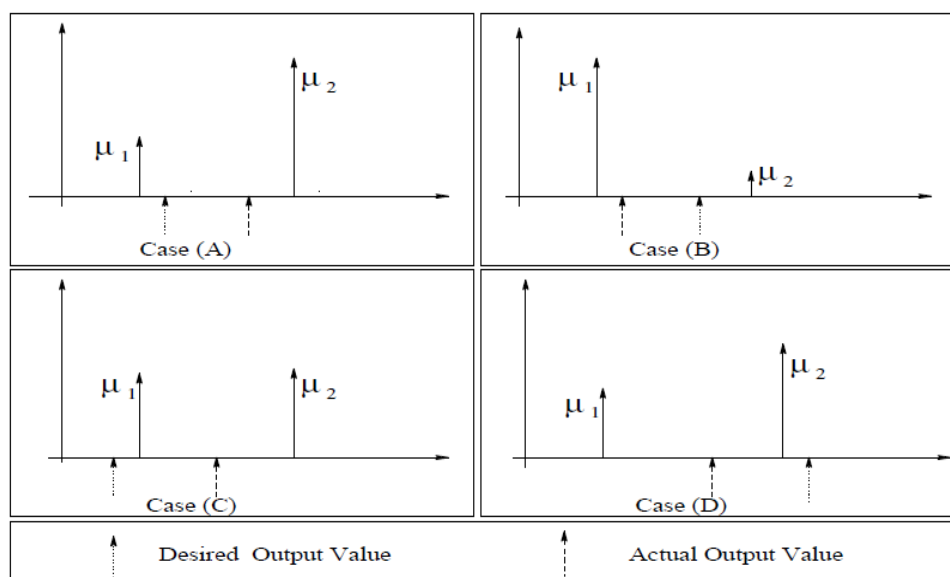 μ 1
μ 2
Case (A)
μ 1
μ 2
Case (B)
μ 1
μ 2
Case (C)
μ 1
μ 2
Case (D)
Desired Output Value
Actual Output Value